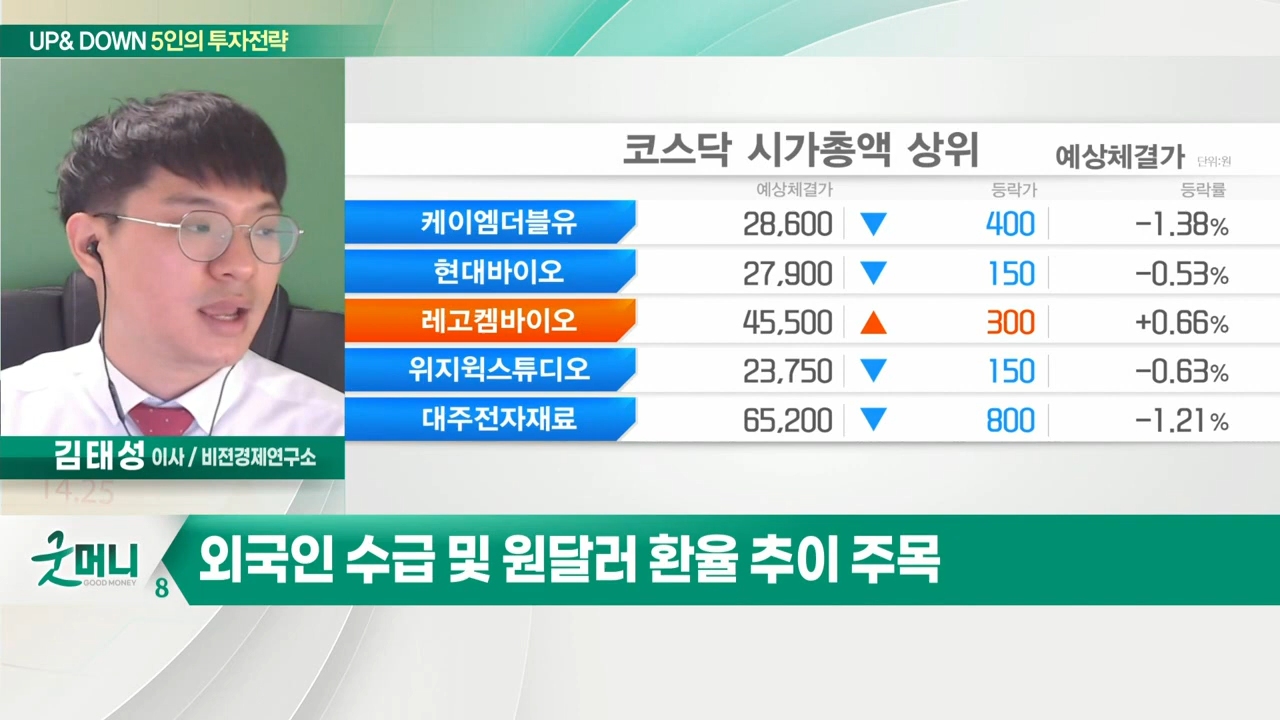 UP& DOWN 5인의 투자전략
코스닥 시가총액 상위 예상체결가 단위:원
예상체결가 등락가 등락률
케이엠더블유 28,600 ▼ 400 -1.38%
현대바이오 27,900 ▼ 150 -0.53%
레고켐바이오 45,500 ▲ 300 +0.66%
위지윅스튜디오 23,750 ▼ 150 -0.63%
대주전자재료 65,200 ▼ 800 -1.21%
김태성 이사 / 비전경제연구소
14.25
굿머니
GOOD MONEY
8
외국인 수급 및 원달러 환율 추이 주목